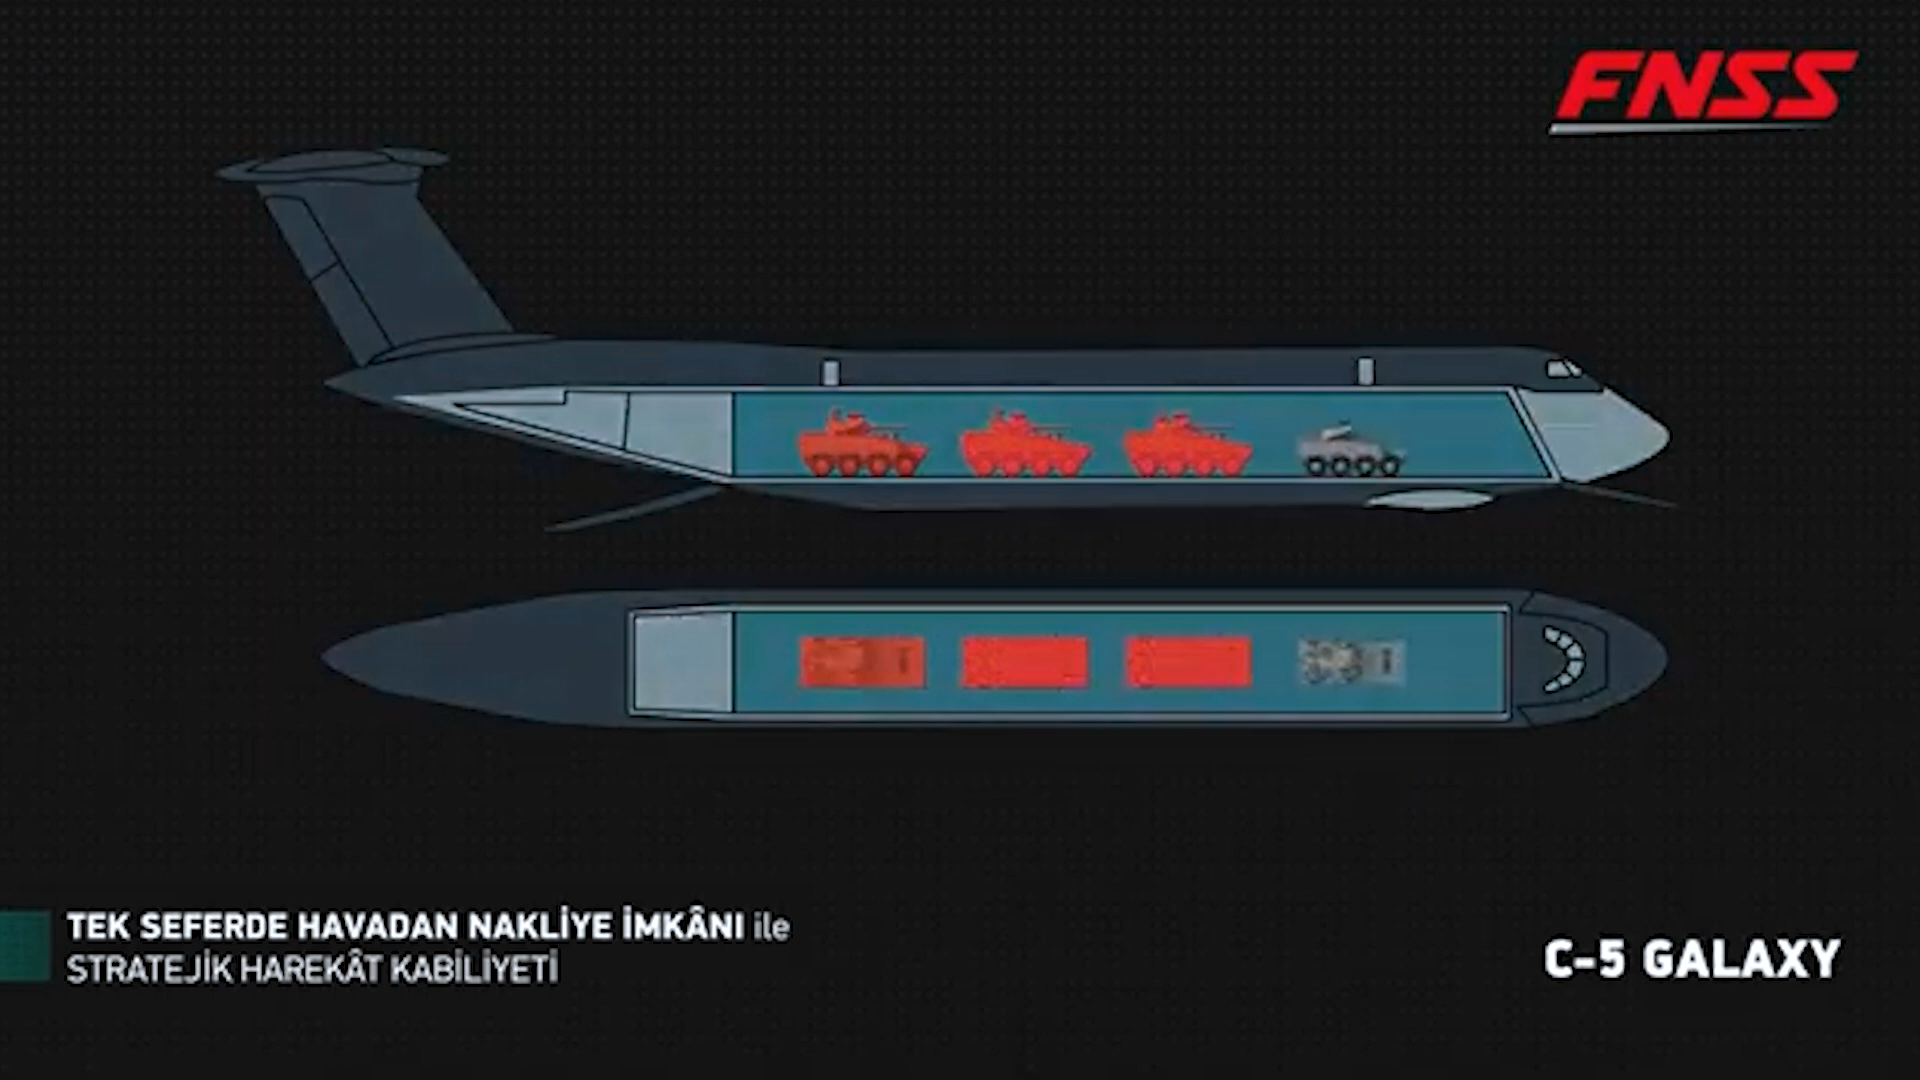 FNSS
TEK SEFERDE HAVADAN NAKLİYE İMKÂNI ile
STRATEJİK HAREKÂT KABİLİYETİ
C-5 GALAXY